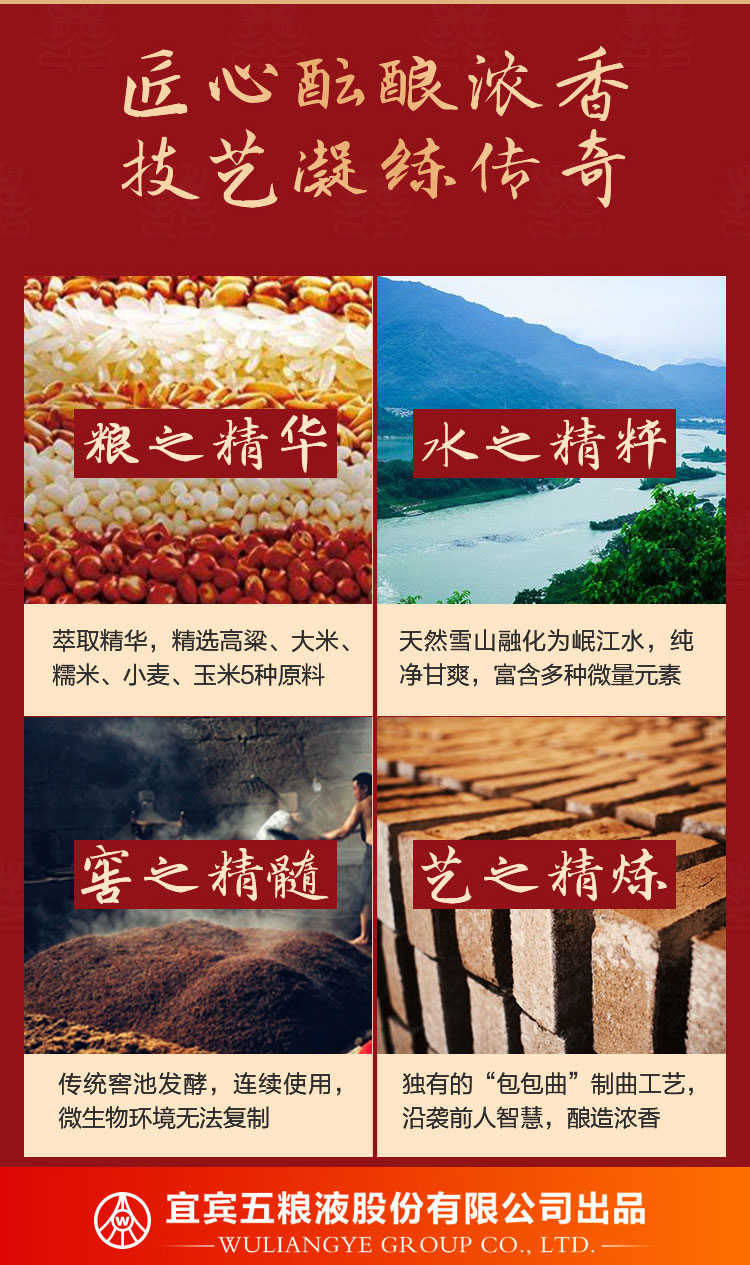 匠心酝酿浓香
技艺凝练传奇
粮之精华
水之精粹
萃取精华，精选高粱、大米、
糯米、小麦、玉米5种原料
天然雪山融化为岷江水，纯
净甘爽，富含多种微量元素
窖之精髓
艺之精炼
传统窖池发酵，连续使用，
微生物环境无法复制
独有的“包包曲”制曲工艺，
沿袭前人智慧，酿造浓香
宜宾五粮液股份有限公司出品
WULIANGYE GROUP CO., LTD.